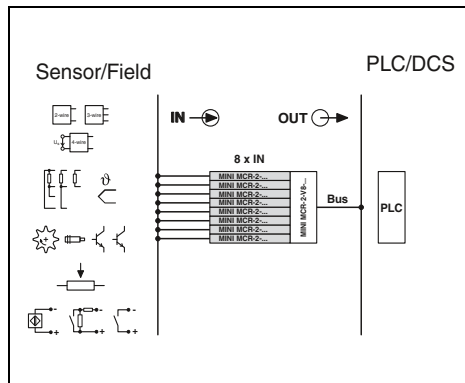 Sensor/Field
PLC/DCS
2-wire
3-wire
4-wire
IN
OUT
8 x IN
MINI MCR-2-...
MINI MCR-2-...
MINI MCR-2-...
MINI MCR-2-...
MINI MCR-2-...
MINI MCR-2-...
MINI MCR-2-...
MINI MCR-2-...
MINI MCR-2-V8-...
Bus
PLC
ϑ
-
+
-
+
-
+